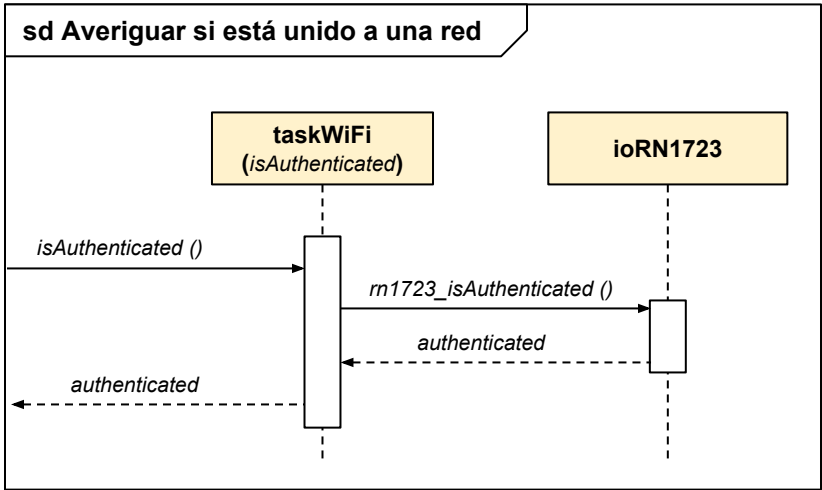 sd Averiguar si está unido a una red
taskWiFi
(isAuthenticated)
ioRN1723
isAuthenticated ()
rn1723_isAuthenticated ()
authenticated
authenticated